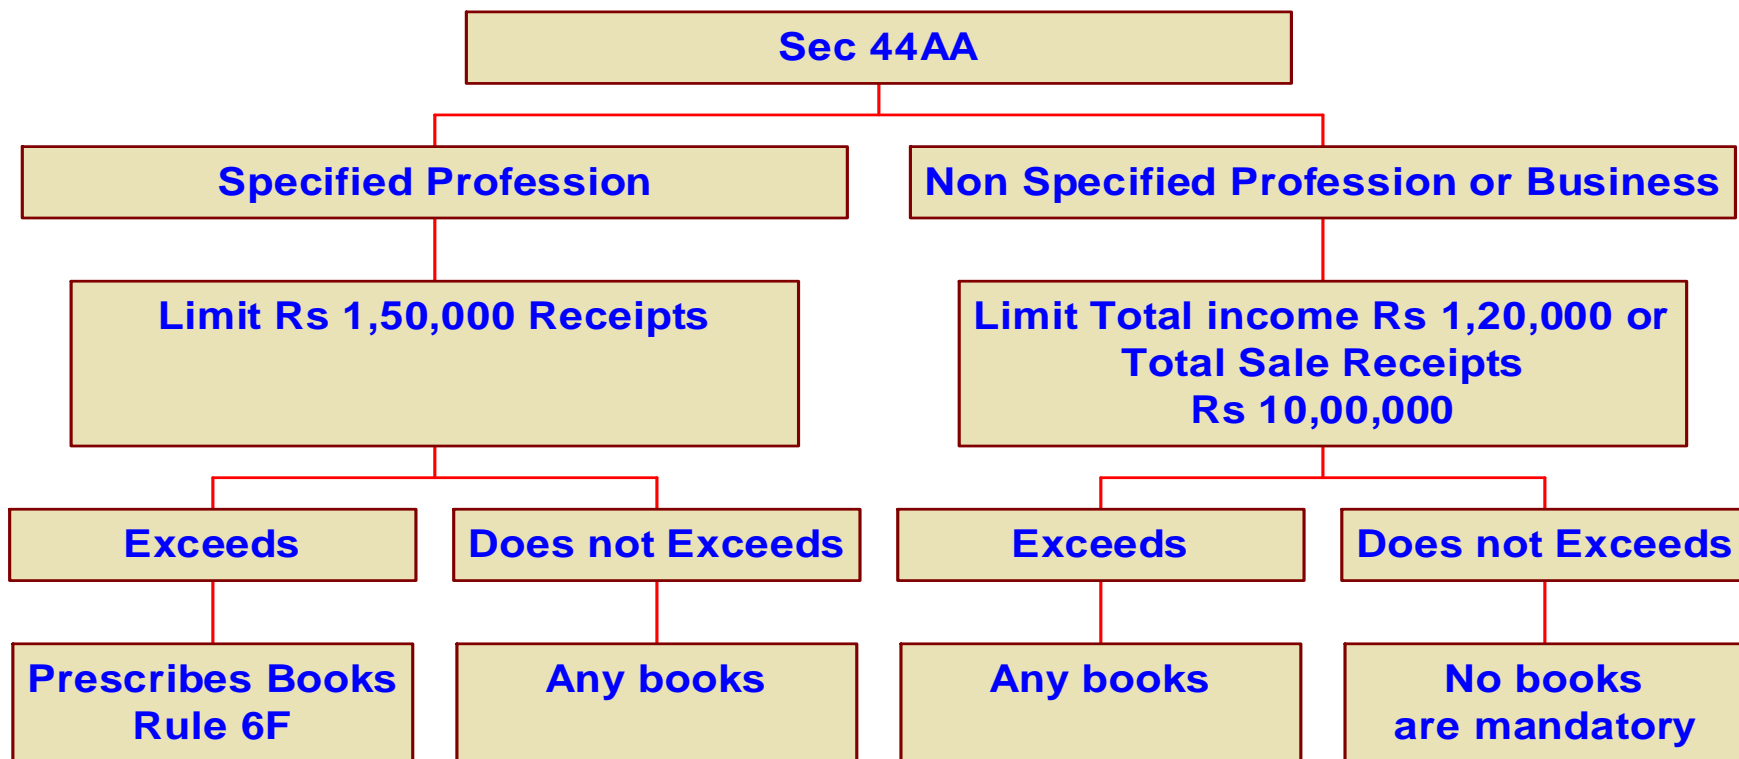 Sec 44AA
Specified Profession
Non Specified Profession or Business
Limit Rs 1,50,000 Receipts
Limit Total income Rs 1,20,000 or
Total Sale Receipts
Rs 10,00,000
Exceeds
Does not Exceeds
Exceeds
Does not Exceeds
Prescribes Books
Rule 6F
Any books
Any books
No books
are mandatory